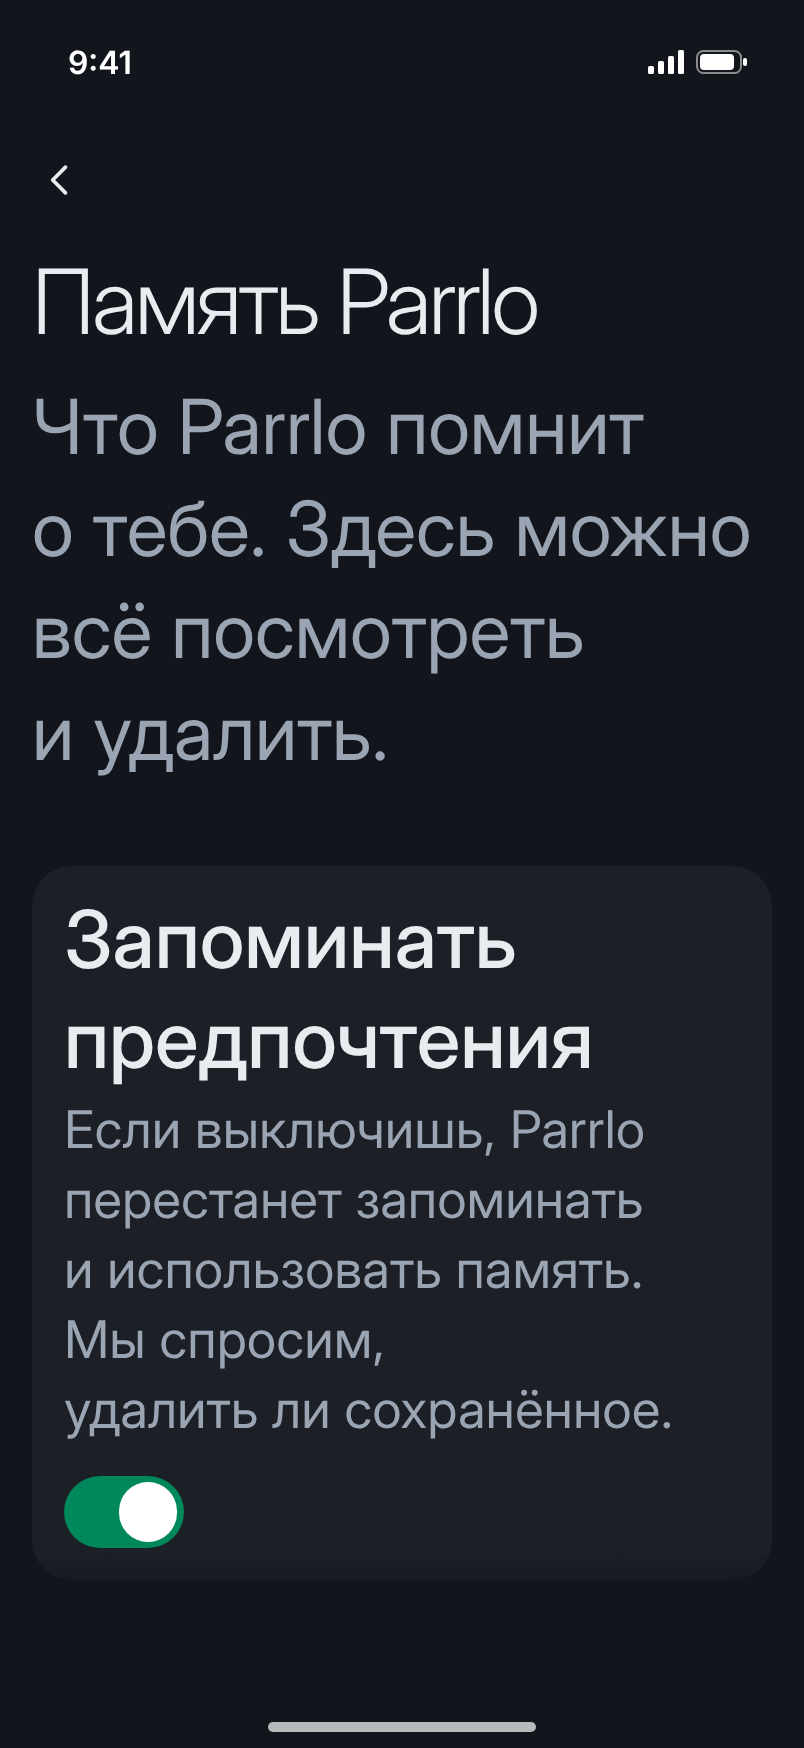 9:41
Память Parrlo
Что Parrlo помнит
о тебе. Здесь можно
всё посмотреть
и удалить.
Запоминать
предпочтения
Если выключишь, Parrlo
перестанет запоминать
и использовать память.
Мы спросим,
удалить ли сохранённое.